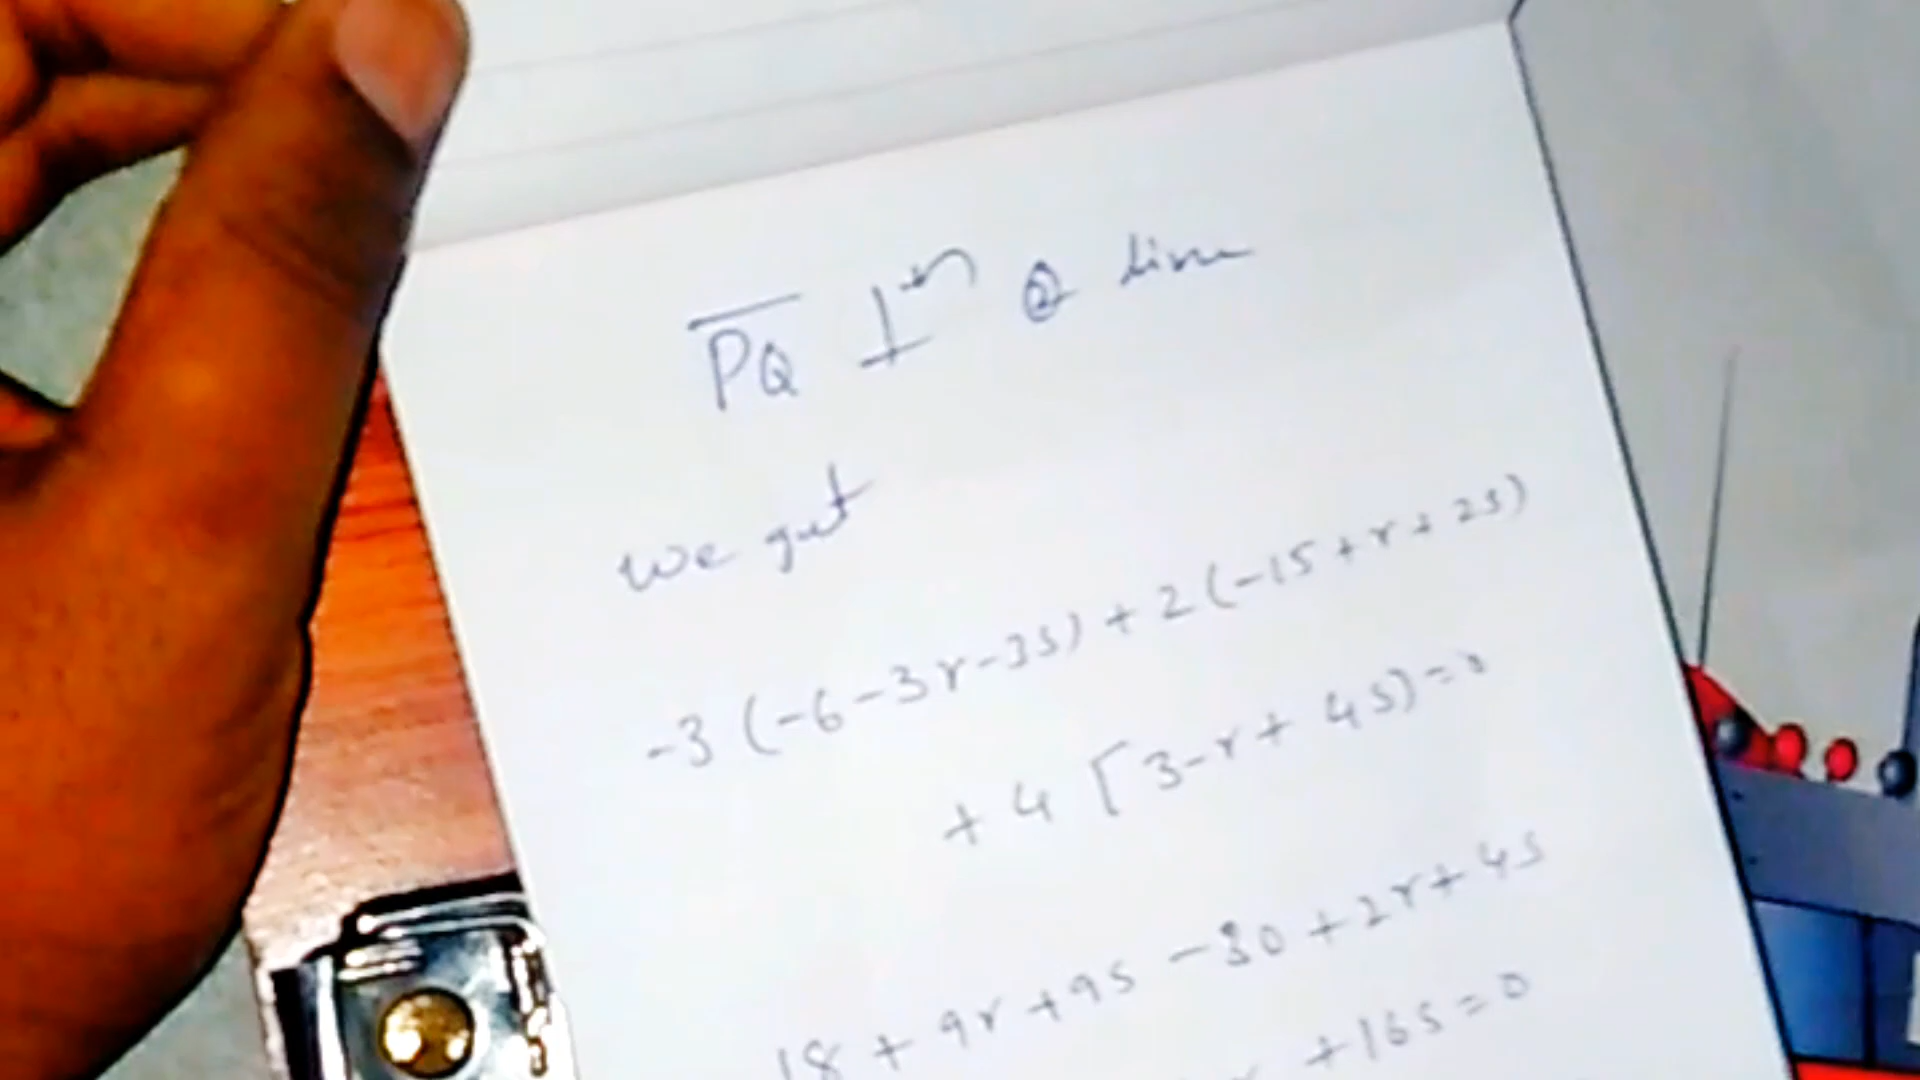 PQ ⊥ @ line
We get
-3 (-6-3r-3s) + 2 (-15+r+2s)
+ 4 [3-r+ 4s)=0
18 + 9r +9s -30 +2r+ 4s
+16s=0